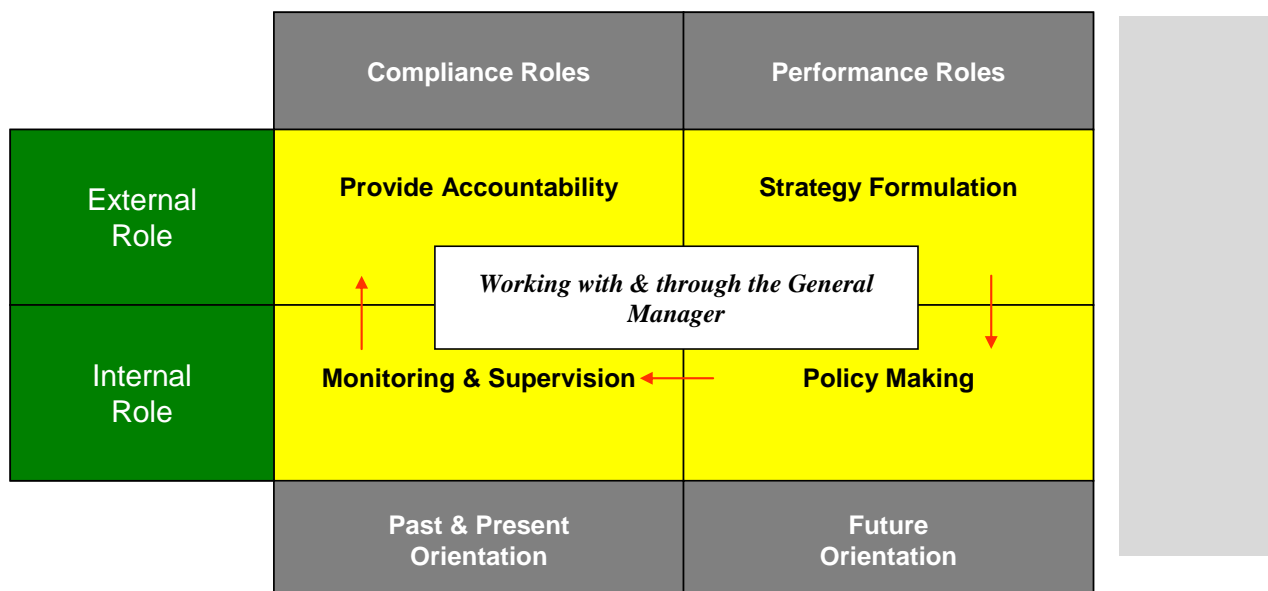 Compliance Roles
Performance Roles
External
Role
Provide Accountability
Strategy Formulation
Working with & through the General
Manager
Internal
Role
Monitoring & Supervision
Policy Making
Past & Present
Orientation
Future
Orientation